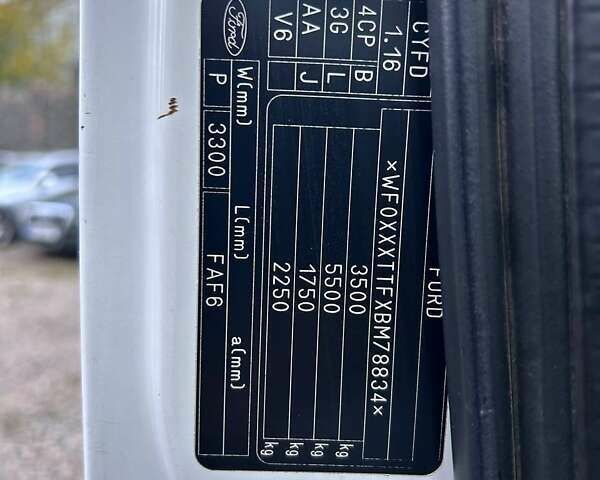 FORD
×WF0XXXTTFXBM78834×
3500 kg
5500 kg
1750 kg
2250 kg
CYFD
1.16
4CP B
3G L
AA J
V6
Ford W(mm) L(mm) a(mm)
P 3300 FAF6